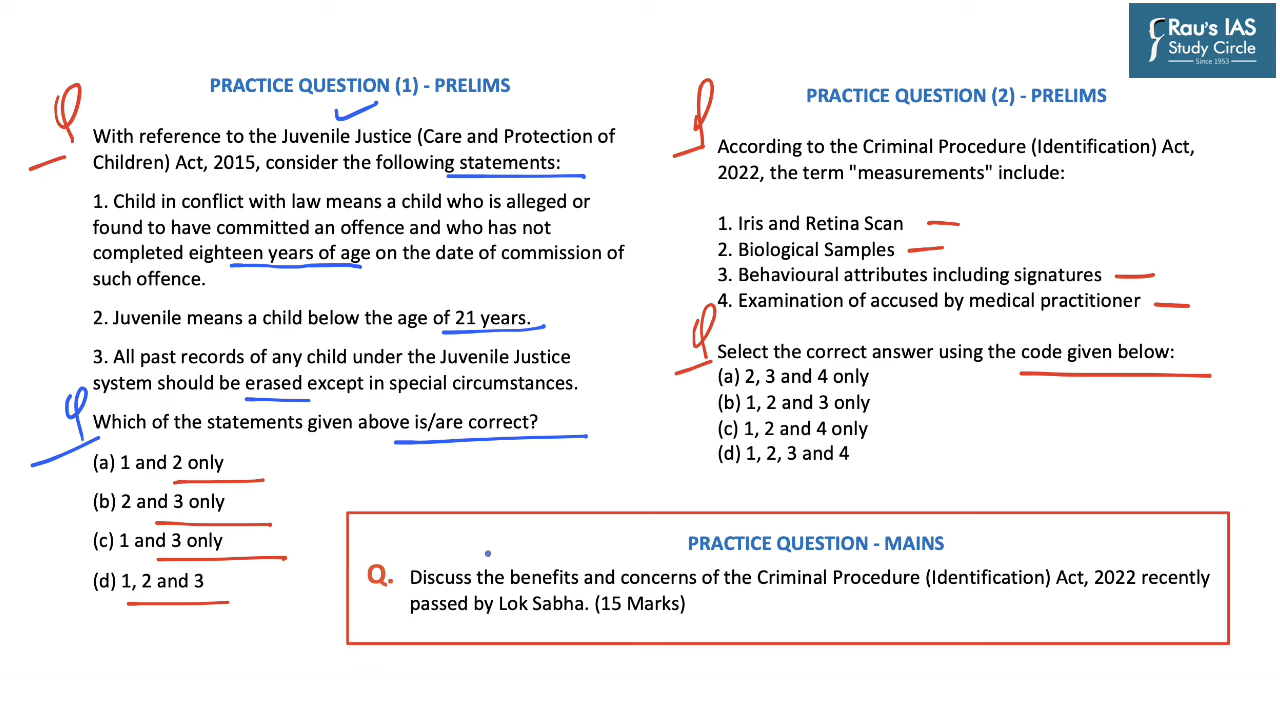 Rau's IAS
Study Circle
Since 1953
PRACTICE QUESTION (1) - PRELIMS
With reference to the Juvenile Justice (Care and Protection of
Children) Act, 2015, consider the following statements:
1. Child in conflict with law means a child who is alleged or
found to have committed an offence and who has not
completed eighteen years of age on the date of commission of
such offence.
2. Juvenile means a child below the age of 21 years.
3. All past records of any child under the Juvenile Justice
system should be erased except in special circumstances.
Which of the statements given above is/are correct?
(a) 1 and 2 only
(b) 2 and 3 only
(c) 1 and 3 only
(d) 1, 2 and 3
PRACTICE QUESTION (2) - PRELIMS
According to the Criminal Procedure (Identification) Act,
2022, the term "measurements" include:
1. Iris and Retina Scan
2. Biological Samples
3. Behavioural attributes including signatures
4. Examination of accused by medical practitioner
Select the correct answer using the code given below:
(a) 2, 3 and 4 only
(b) 1, 2 and 3 only
(c) 1, 2 and 4 only
(d) 1, 2, 3 and 4
PRACTICE QUESTION - MAINS
Q. Discuss the benefits and concerns of the Criminal Procedure (Identification) Act, 2022 recently
passed by Lok Sabha. (15 Marks)